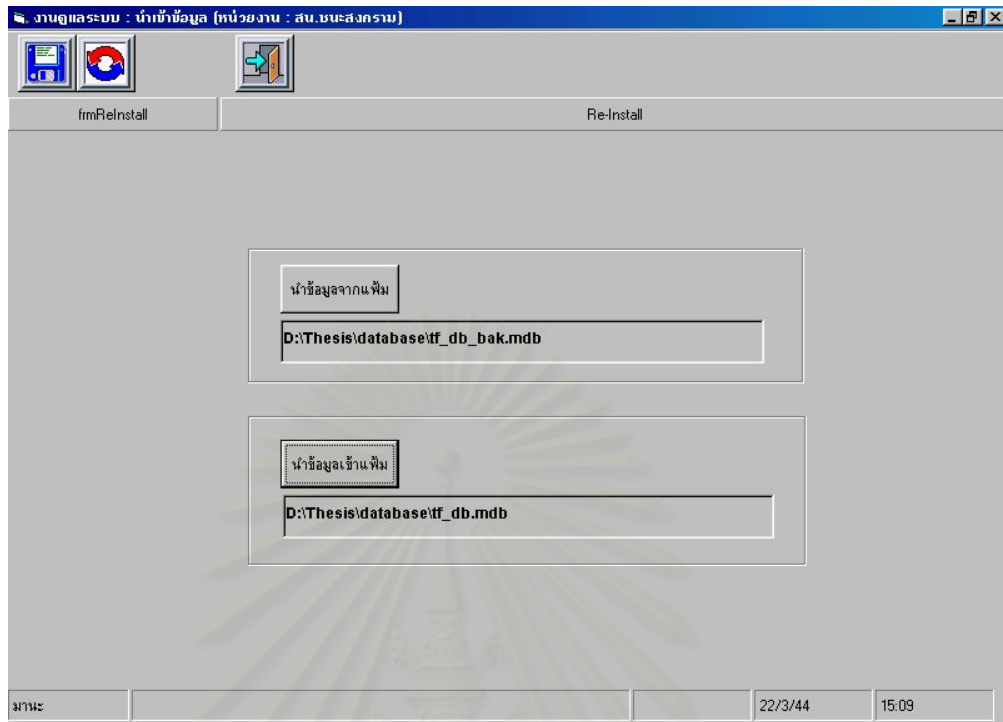 งานดูแลระบบ : นำเข้าข้อมูล (หน่วยงาน : สน.ชนะสงคราม)
frmReInstall
Re-Install
นำข้อมูลจากแฟ้ม
D:\Thesis\database\tf_db_bak.mdb
นำข้อมูลเข้าแฟ้ม
D:\Thesis\database\tf_db.mdb
มานะ
22/3/44
15:09